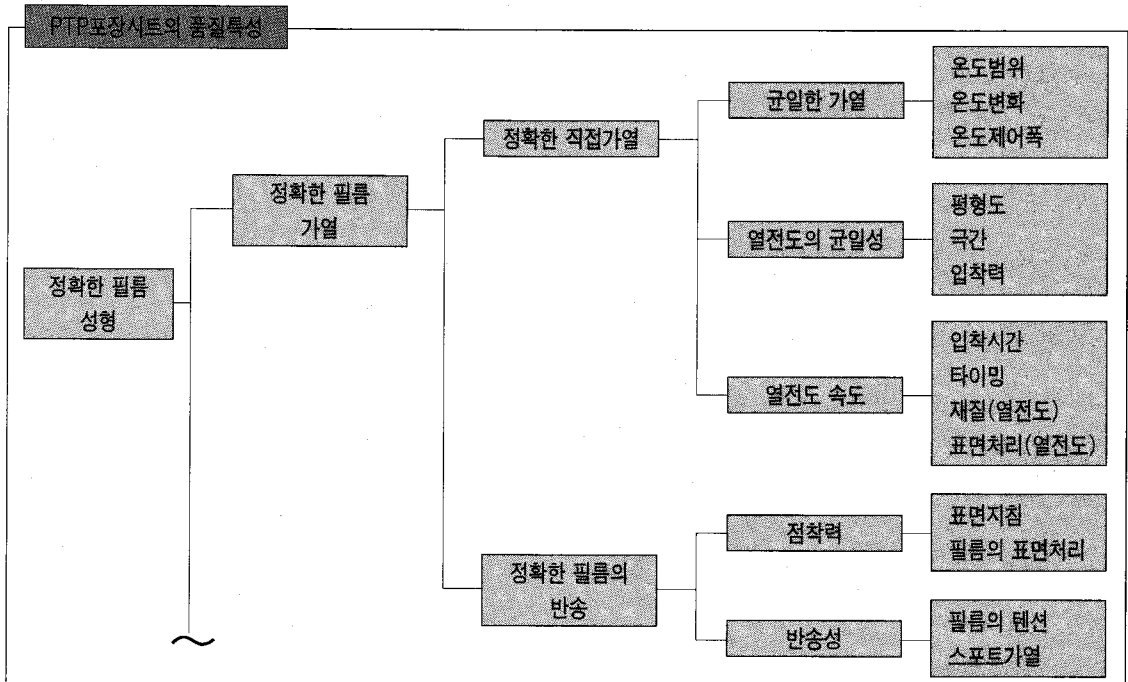 PTP포장시트의 품질특성
정확한 필름
성형
정확한 필름
가열
정확한 직접가열
균일한 가열
온도범위
온도변화
온도제어폭
열전도의 균일성
평형도
극간
입착력
열전도 속도
입착시간
타이밍
재질(열전도)
표면처리(열전도)
정확한 필름의
반송
점착력
표면지침
필름의 표면처리
반송성
필름의 텐션
스포트가열